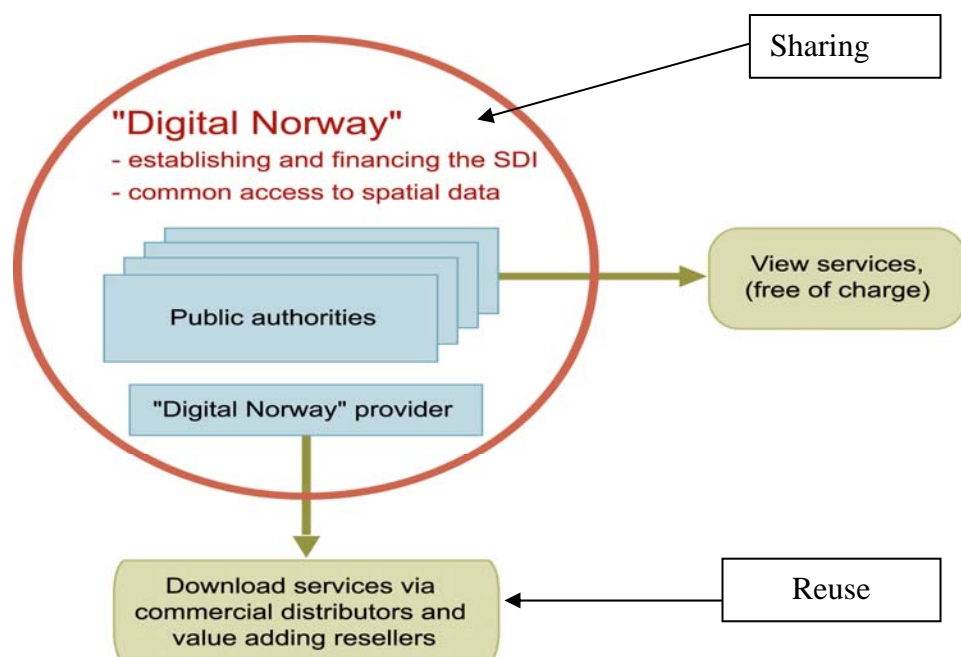 Sharing
"Digital Norway"
- establishing and financing the SDI
- common access to spatial data
Public authorities
View services,
(free of charge)
"Digital Norway" provider
Download services via
commercial distributors and
value adding resellers
Reuse